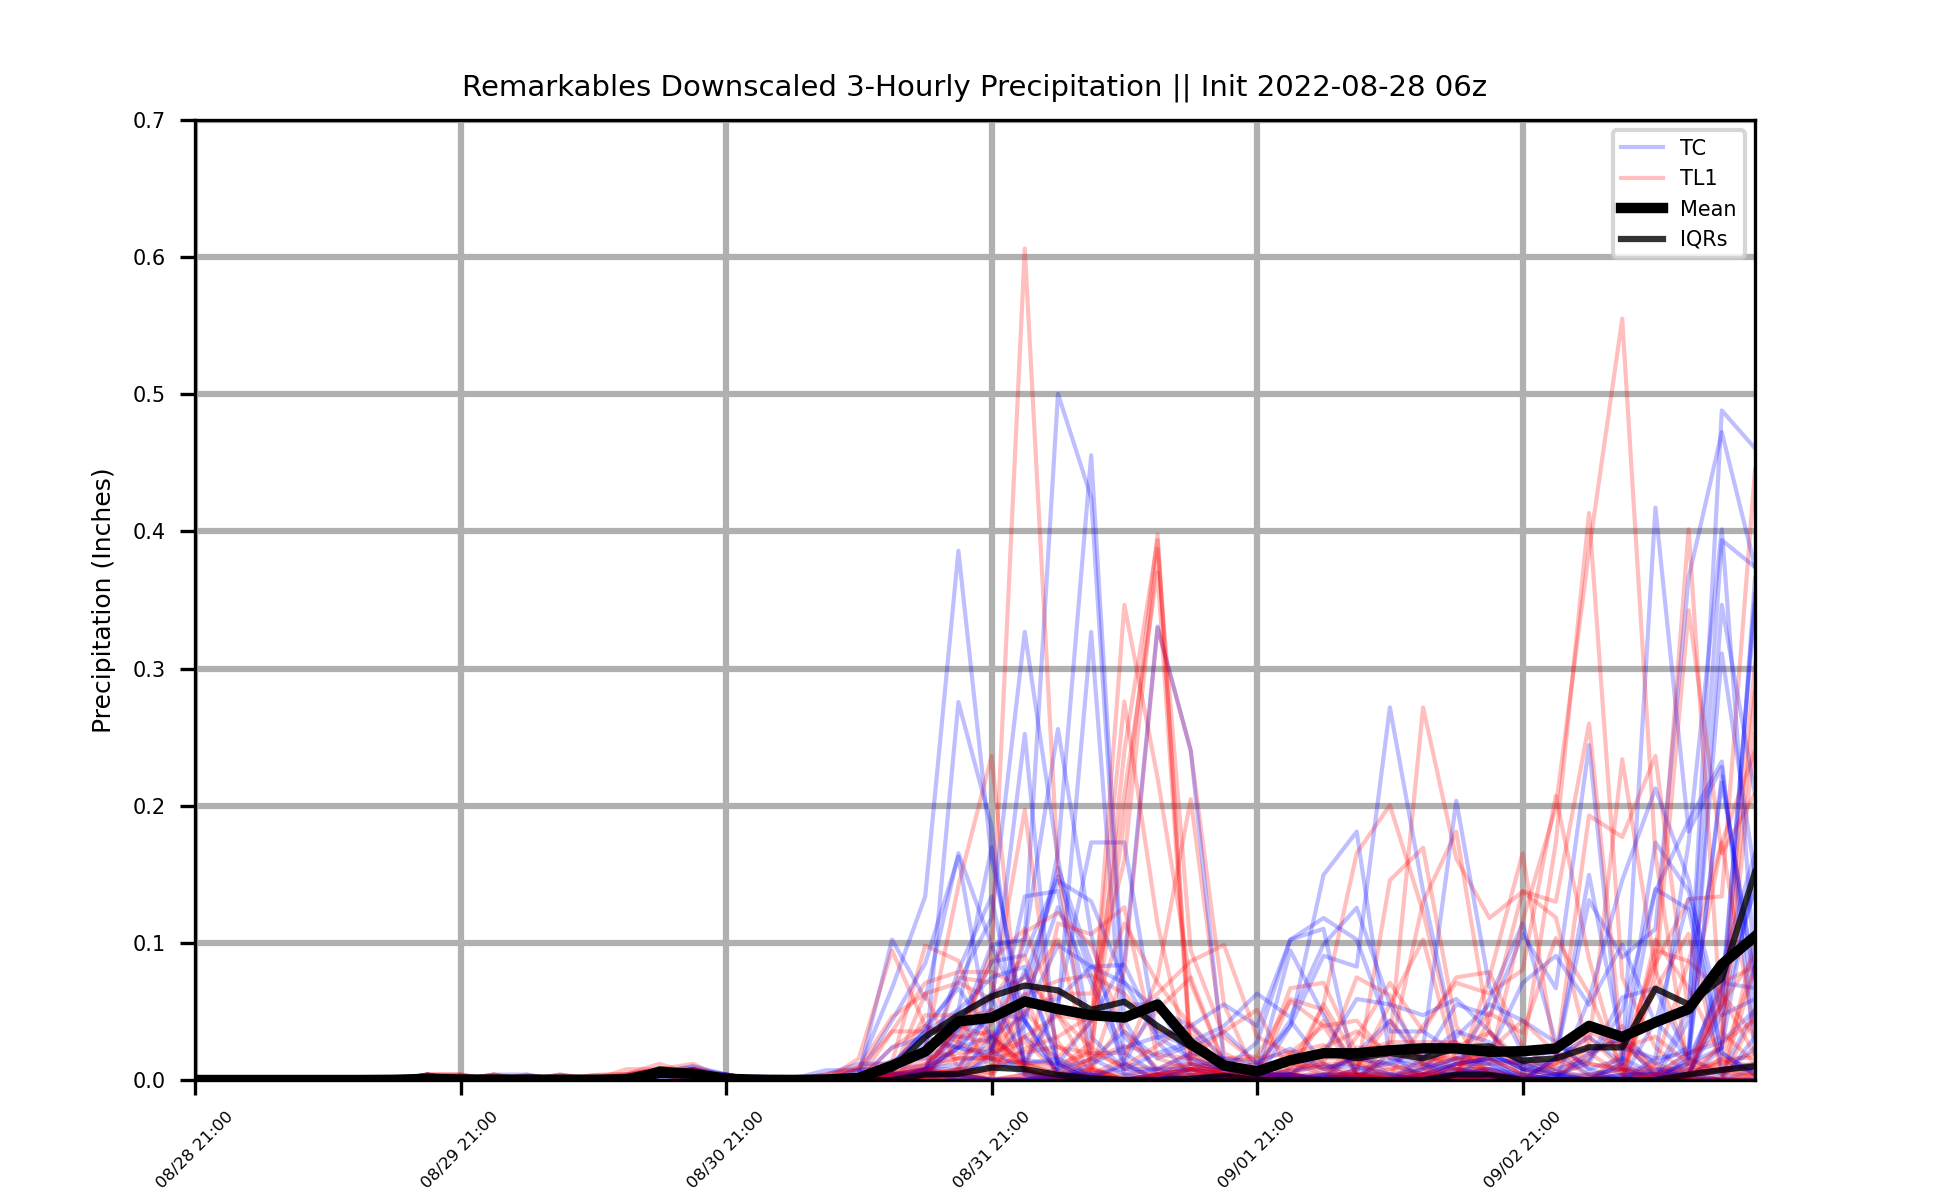 Remarkables Downscaled 3-Hourly Precipitation || Init 2022-08-28 06z
Precipitation (Inches)
0.7
0.6
0.5
0.4
0.3
0.2
0.1
0.0
TC
TL1
Mean
IQRs
08/28 21:00
08/29 21:00
08/30 21:00
08/31 21:00
09/01 21:00
09/02 21:00